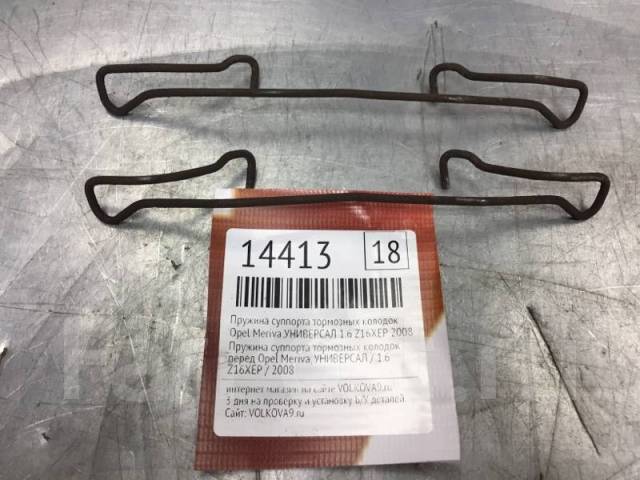 14413 18
Пружина суппорта тормозных колодок
Opel Meriva УНИВЕРСАЛ 1.6 Z16XEP 2008
Пружина суппорта тормозных колодок
перед Opel Meriva, УНИВЕРСАЛ / 1.6
Z16XEP / 2008
интернет магазин на сайте VOLKOVA9.ru
3 дня на проверку и установку Б/У деталей.
Сайт: VOLKOVA9.ru